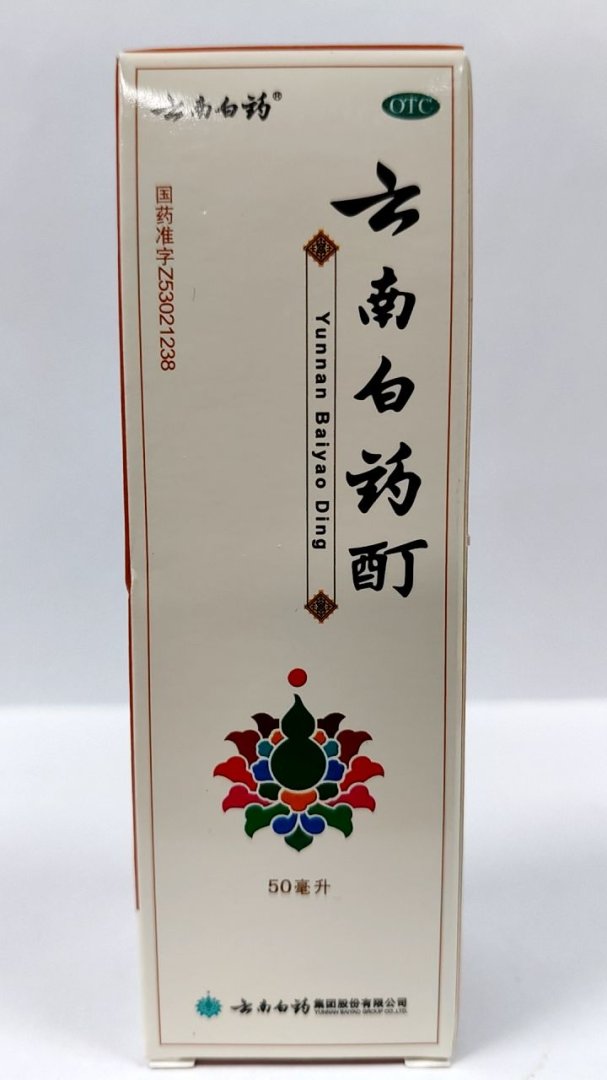 云南白药®
OTC
国药准字Z53021238
云南白药酊
Yunnan Baiyao Ding
50毫升
云南白药集团股份有限公司
YUNNAN BAIYAO GROUP CO.,LTD.